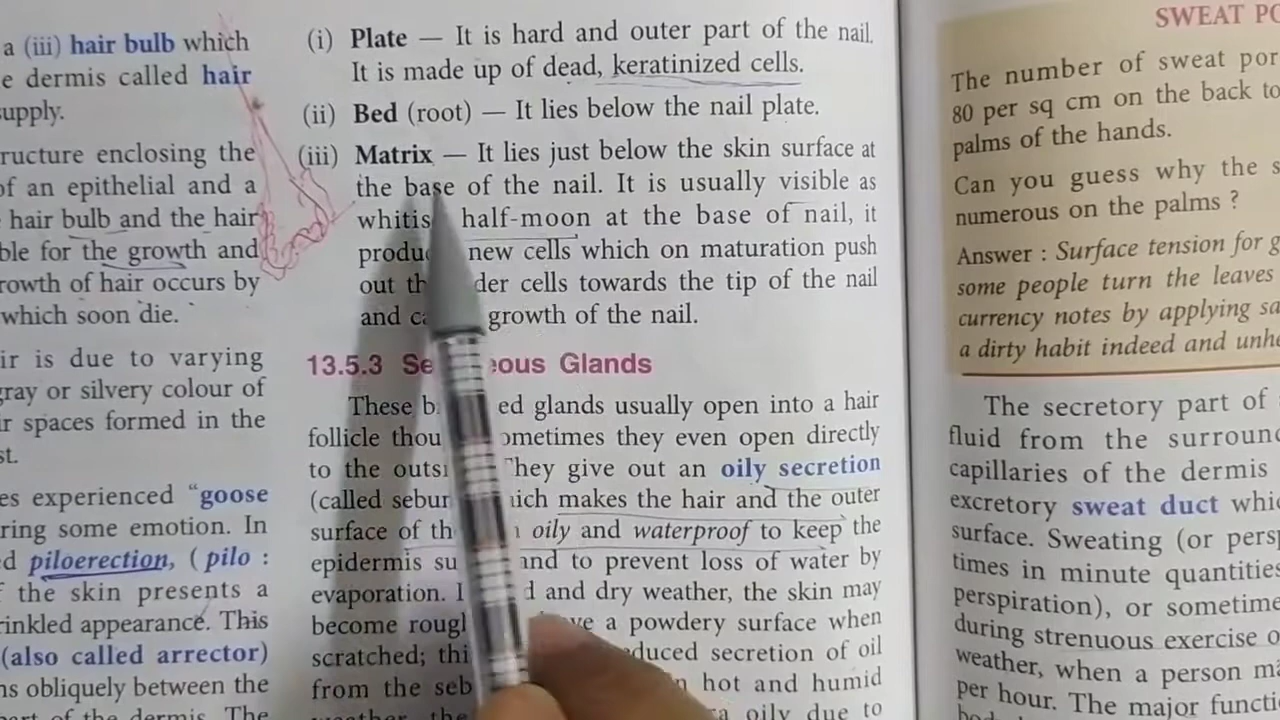 a (iii) hair bulb which
e dermis called hair
supply.
ructure enclosing the
of an epithelial and a
hair bulb and the hair
ble for the growth and
rowth of hair occurs by
which soon die.
ir is due to varying
gray or silvery colour of
ir spaces formed in the
st.
es experienced “goose
ring some emotion. In
ed piloerection, ( pilo :
the skin presents a
rinkled appearance. This
(also called arrector)
ns obliquely between the
part of the dermis. The
(i) Plate — It is hard and outer part of the nail.
It is made up of dead, keratinized cells.
(ii) Bed (root) — It lies below the nail plate.
(iii) Matrix — It lies just below the skin surface at
the base of the nail. It is usually visible as
whitis half-moon at the base of nail, it
produc new cells which on maturation push
out th der cells towards the tip of the nail
and ca growth of the nail.
13.5.3 Se eous Glands
These b ed glands usually open into a hair
follicle thou ometimes they even open directly
to the outsi They give out an oily secretion
(called sebu ich makes the hair and the outer
surface of th oily and waterproof to keep the
epidermis su and to prevent loss of water by
evaporation. I d and dry weather, the skin may
become roug ve a powdery surface when
scratched; thi duced secretion of oil
from the seb n hot and humid
oily due to
SWEAT PO
The number of sweat por
80 per sq cm on the back to
palms of the hands.
Can you guess why the s
numerous on the palms ?
Answer : Surface tension for g
some people turn the leaves
currency notes by applying sa
a dirty habit indeed and unhe
The secretory part of
fluid from the surround
capillaries of the dermis
excretory sweat duct whic
surface. Sweating (or persp
times in minute quantities
perspiration), or sometime
during strenuous exercise o
weather, when a person ma
per hour. The major functi